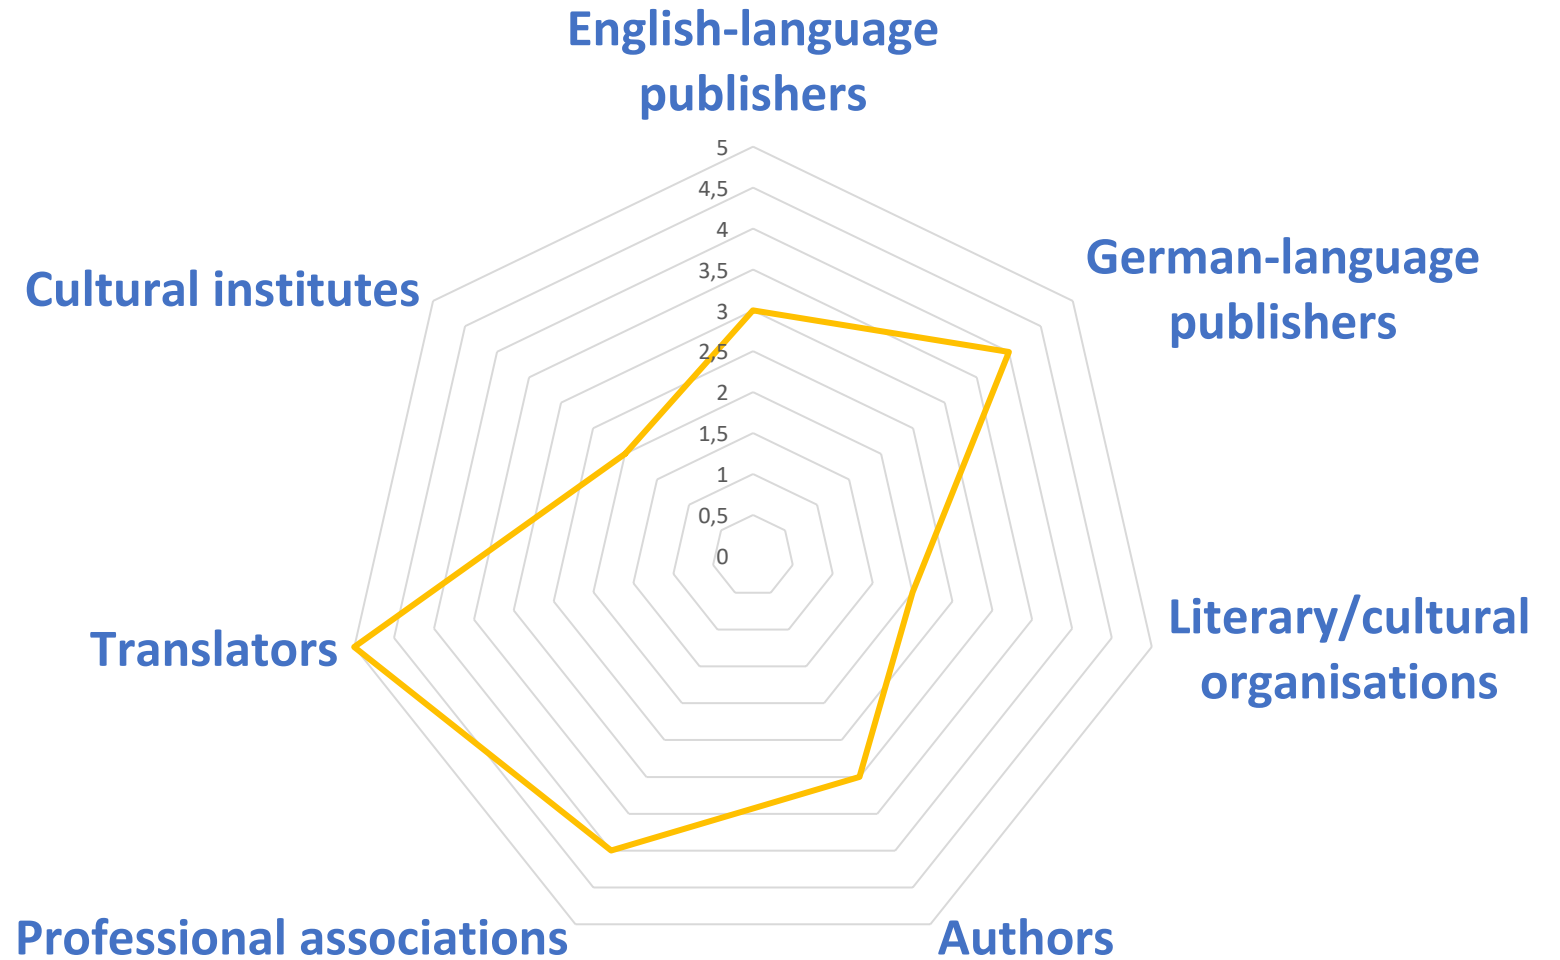 English-language
publishers
5
4,5
4
3,5
3
2,5
2
1,5
1
0,5
0
German-language
publishers
Literary/cultural
organisations
Authors
Professional associations
Translators
Cultural institutes